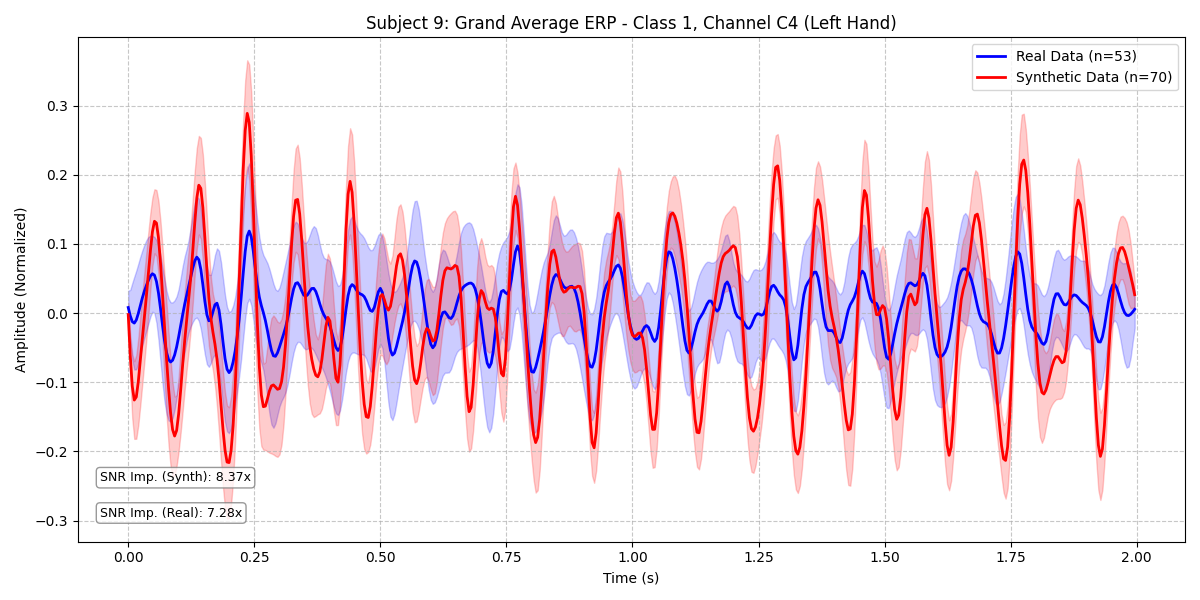 Subject 9: Grand Average ERP - Class 1, Channel C4 (Left Hand)
Real Data (n=53)
Synthetic Data (n=70)
Amplitude (Normalized)
0.3
0.2
0.1
0.0
−0.1
−0.2
−0.3
SNR Imp. (Synth): 8.37x
SNR Imp. (Real): 7.28x
0.00 0.25 0.50 0.75 1.00 1.25 1.50 1.75 2.00
Time (s)